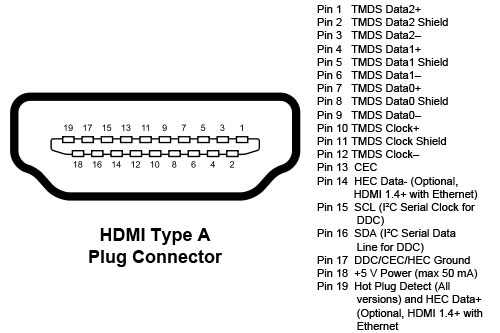 Pin 1 TMDS Data2+
Pin 2 TMDS Data2 Shield
Pin 3 TMDS Data2–
Pin 4 TMDS Data1+
Pin 5 TMDS Data1 Shield
Pin 6 TMDS Data1–
Pin 7 TMDS Data0+
Pin 8 TMDS Data0 Shield
Pin 9 TMDS Data0–
Pin 10 TMDS Clock+
Pin 11 TMDS Clock Shield
Pin 12 TMDS Clock–
Pin 13 CEC
Pin 14 HEC Data- (Optional,
HDMI 1.4+ with Ethernet)
Pin 15 SCL (I²C Serial Clock for
DDC)
Pin 16 SDA (I²C Serial Data
Line for DDC)
Pin 17 DDC/CEC/HEC Ground
Pin 18 +5 V Power (max 50 mA)
Pin 19 Hot Plug Detect (All
versions) and HEC Data+
(Optional, HDMI 1.4+ with
Ethernet
19 17 15 13 11 9 7 5 3 1
18 16 14 12 10 8 6 4 2
HDMI Type A
Plug Connector